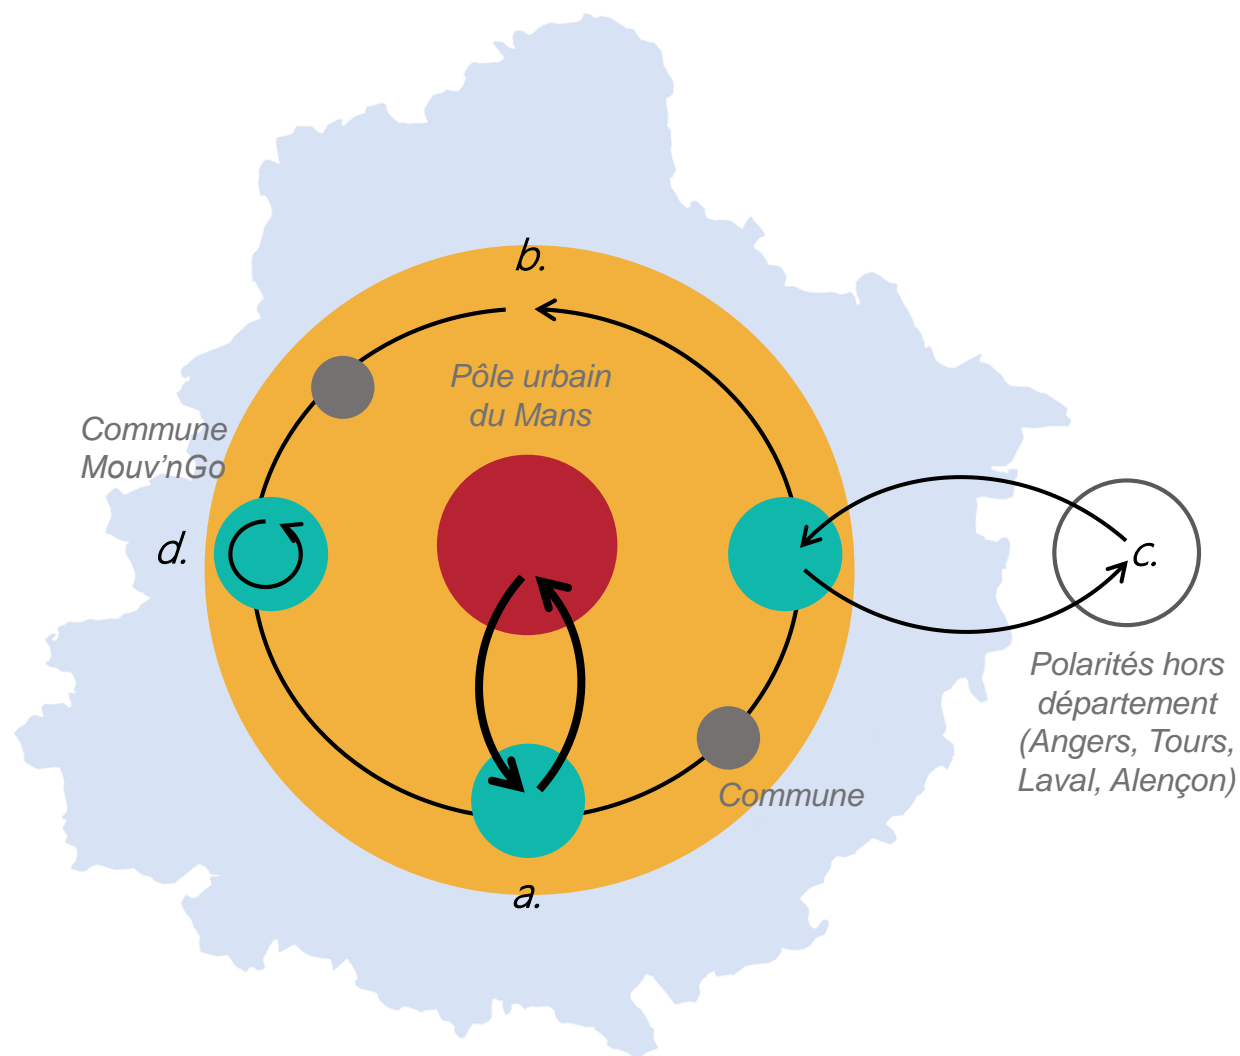 b.
Pôle urbain
du Mans
Commune
Mouv'nGo
d.
c.
Polarités hors
département
(Angers, Tours,
Laval, Alençon)
Commune
a.